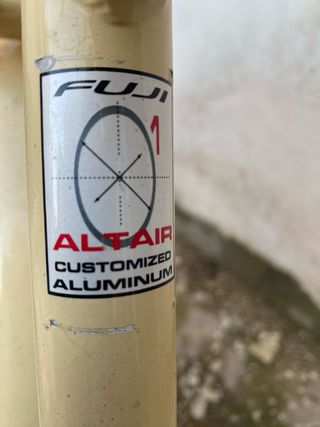 FUJI
1
ALTAIR
CUSTOMIZED
ALUMINUM